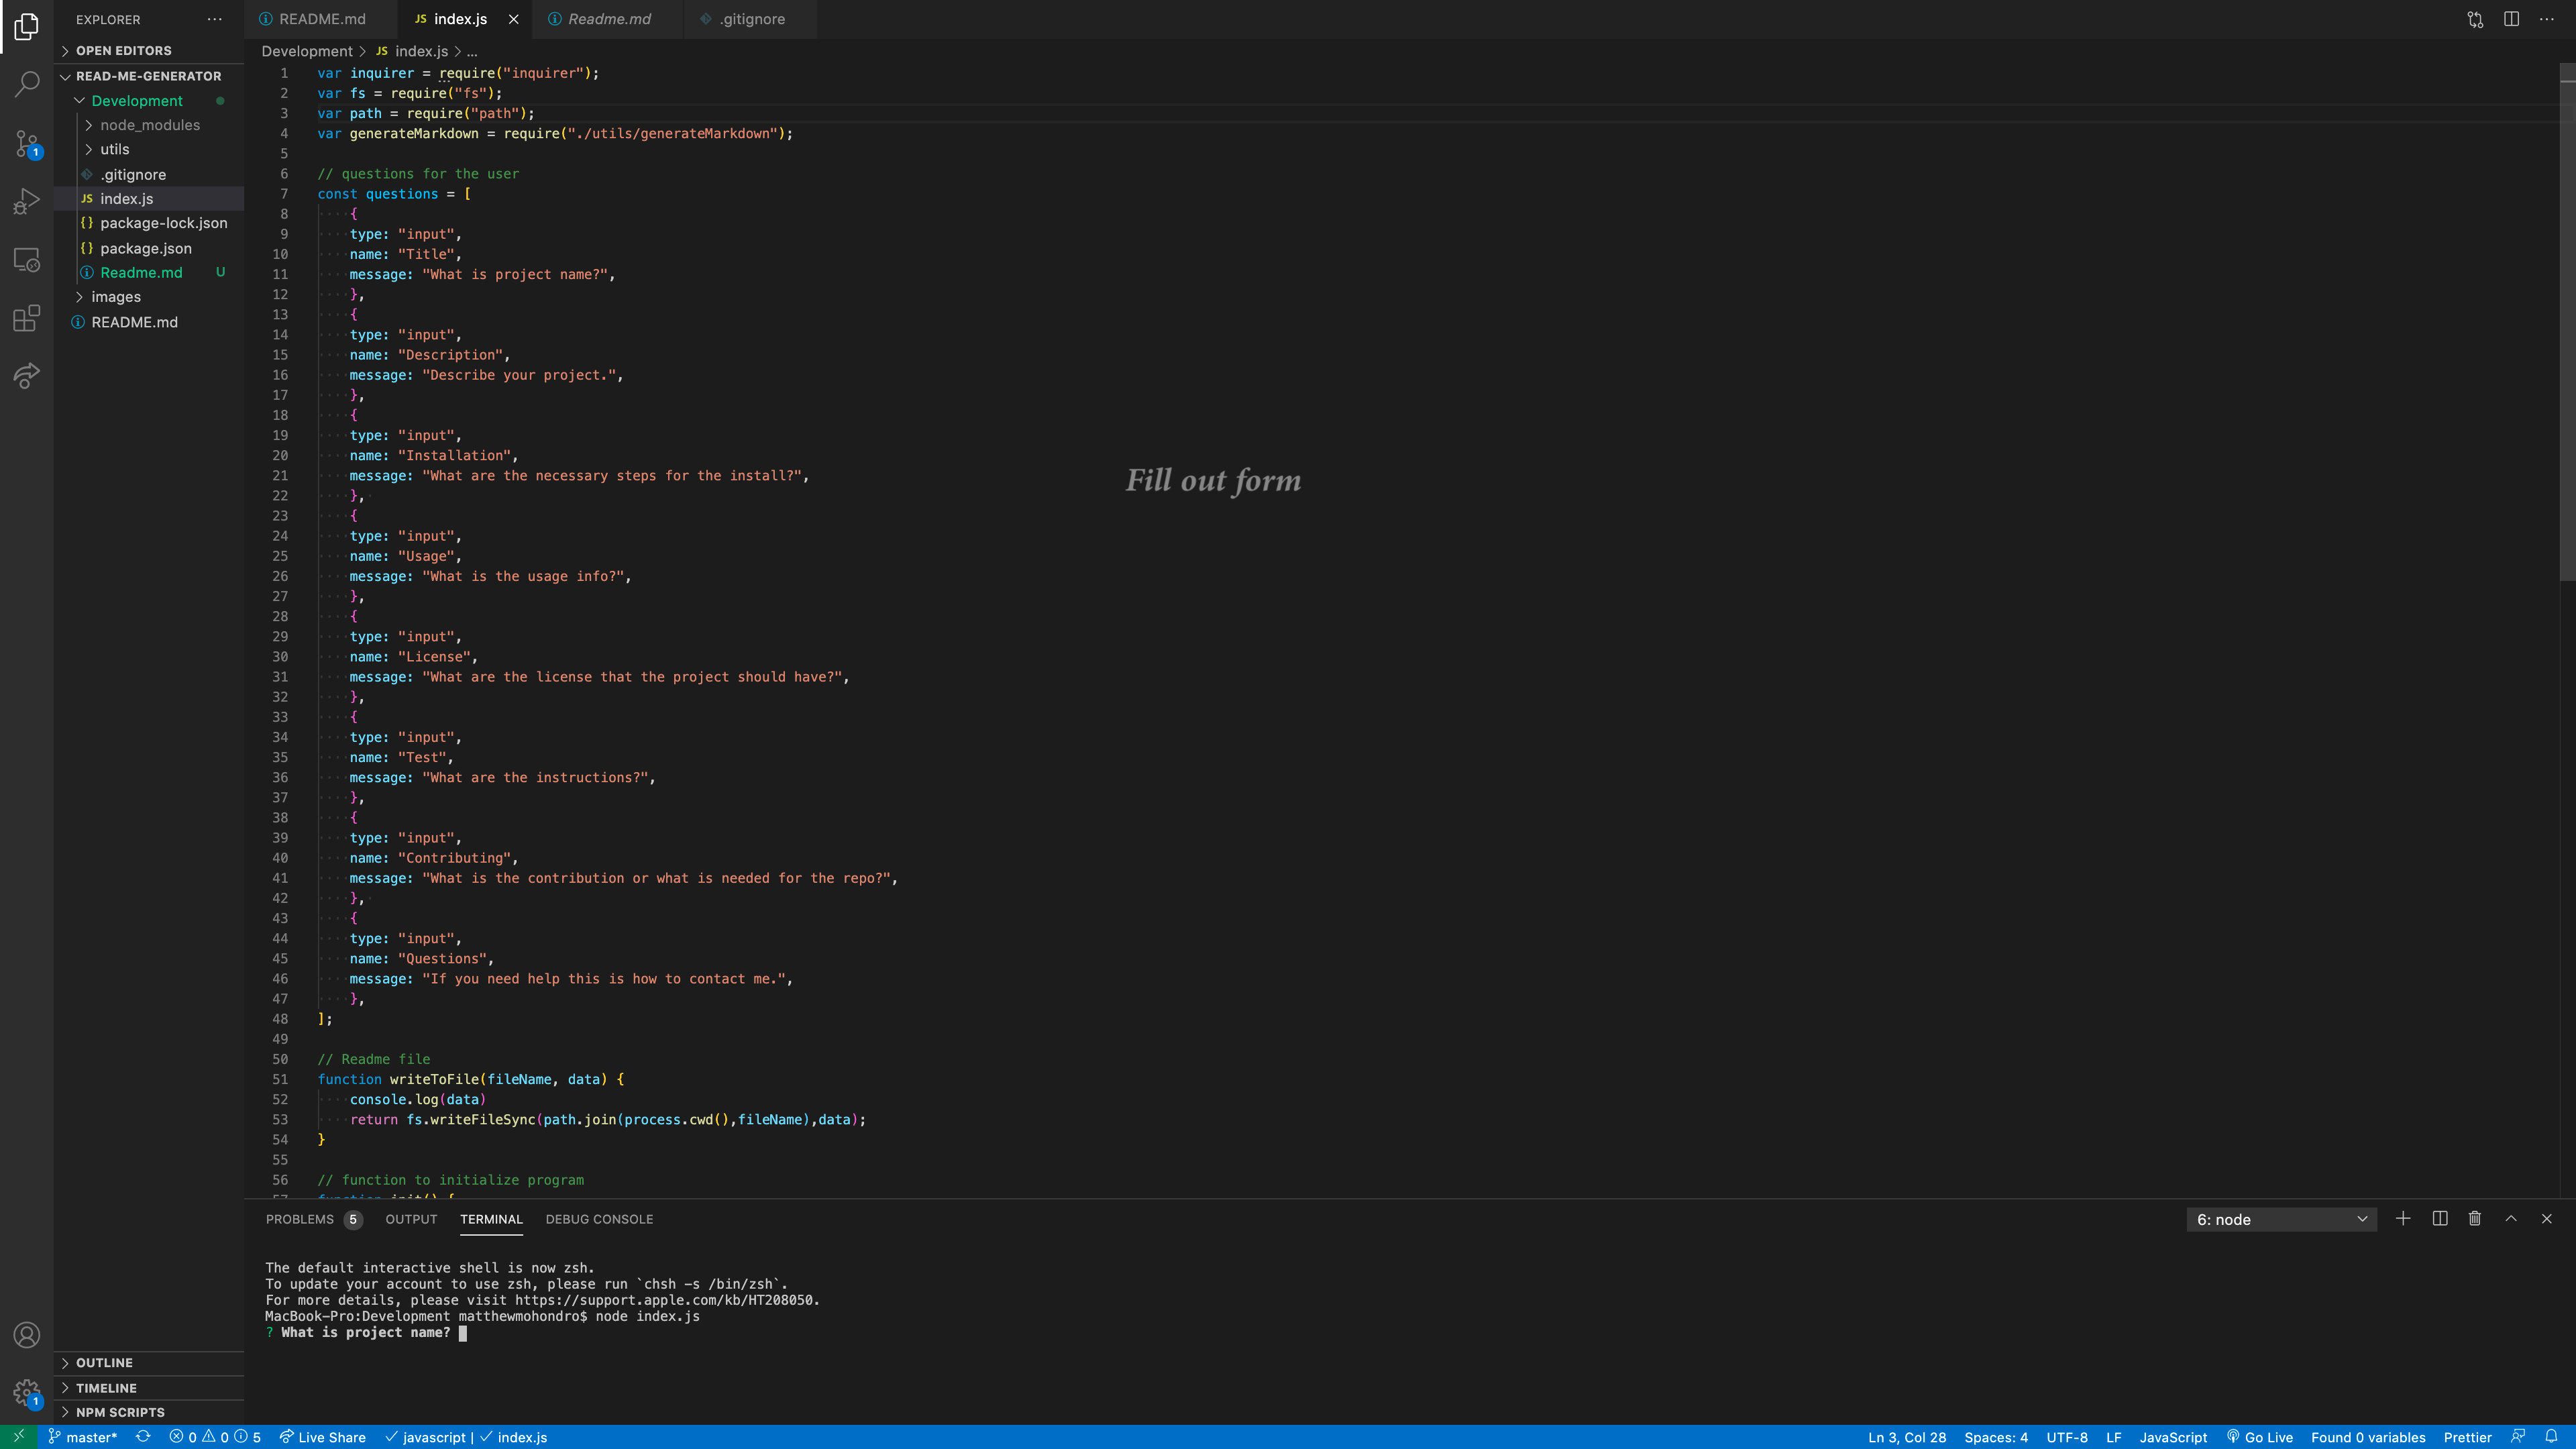 EXPLORER
OPEN EDITORS
READ-ME-GENERATOR
Development
node_modules
utils
.gitignore
JS index.js
{} package-lock.json
{} package.json
Readme.md U
images
README.md
OUTLINE
TIMELINE
NPM SCRIPTS
README.md JS index.js Readme.md .gitignore
Development > JS index.js > ...
1 var inquirer = require("inquirer");
2 var fs = require("fs");
3 var path = require("path");
4 var generateMarkdown = require("./utils/generateMarkdown");
5
6 // questions for the user
7 const questions = [
8 {
9 type: "input",
10 name: "Title",
11 message: "What is project name?",
12 },
13 {
14 type: "input",
15 name: "Description",
16 message: "Describe your project.",
17 },
18 {
19 type: "input",
20 name: "Installation",
21 message: "What are the necessary steps for the install?",
22 },
23 {
24 type: "input",
25 name: "Usage",
26 message: "What is the usage info?",
27 },
28 {
29 type: "input",
30 name: "License",
31 message: "What are the license that the project should have?",
32 },
33 {
34 type: "input",
35 name: "Test",
36 message: "What are the instructions?",
37 },
38 {
39 type: "input",
40 name: "Contributing",
41 message: "What is the contribution or what is needed for the repo?",
42 },
43 {
44 type: "input",
45 name: "Questions",
46 message: "If you need help this is how to contact me.",
47 },
48 ];
49
50 // Readme file
51 function writeToFile(fileName, data) {
52 console.log(data)
53 return fs.writeFileSync(path.join(process.cwd(),fileName),data);
54 }
55
56 // function to initialize program
57 function init() {
Fill out form
PROBLEMS 5 OUTPUT TERMINAL DEBUG CONSOLE 6: node
The default interactive shell is now zsh.
To update your account to use zsh, please run `chsh -s /bin/zsh`.
For more details, please visit https://support.apple.com/kb/HT208050.
MacBook-Pro:Development matthewmohondro$ node index.js
? What is project name?
1
1
master* 0 0 5 Live Share javascript | index.js Ln 3, Col 28 Spaces: 4 UTF-8 LF JavaScript Go Live Found 0 variables Prettier